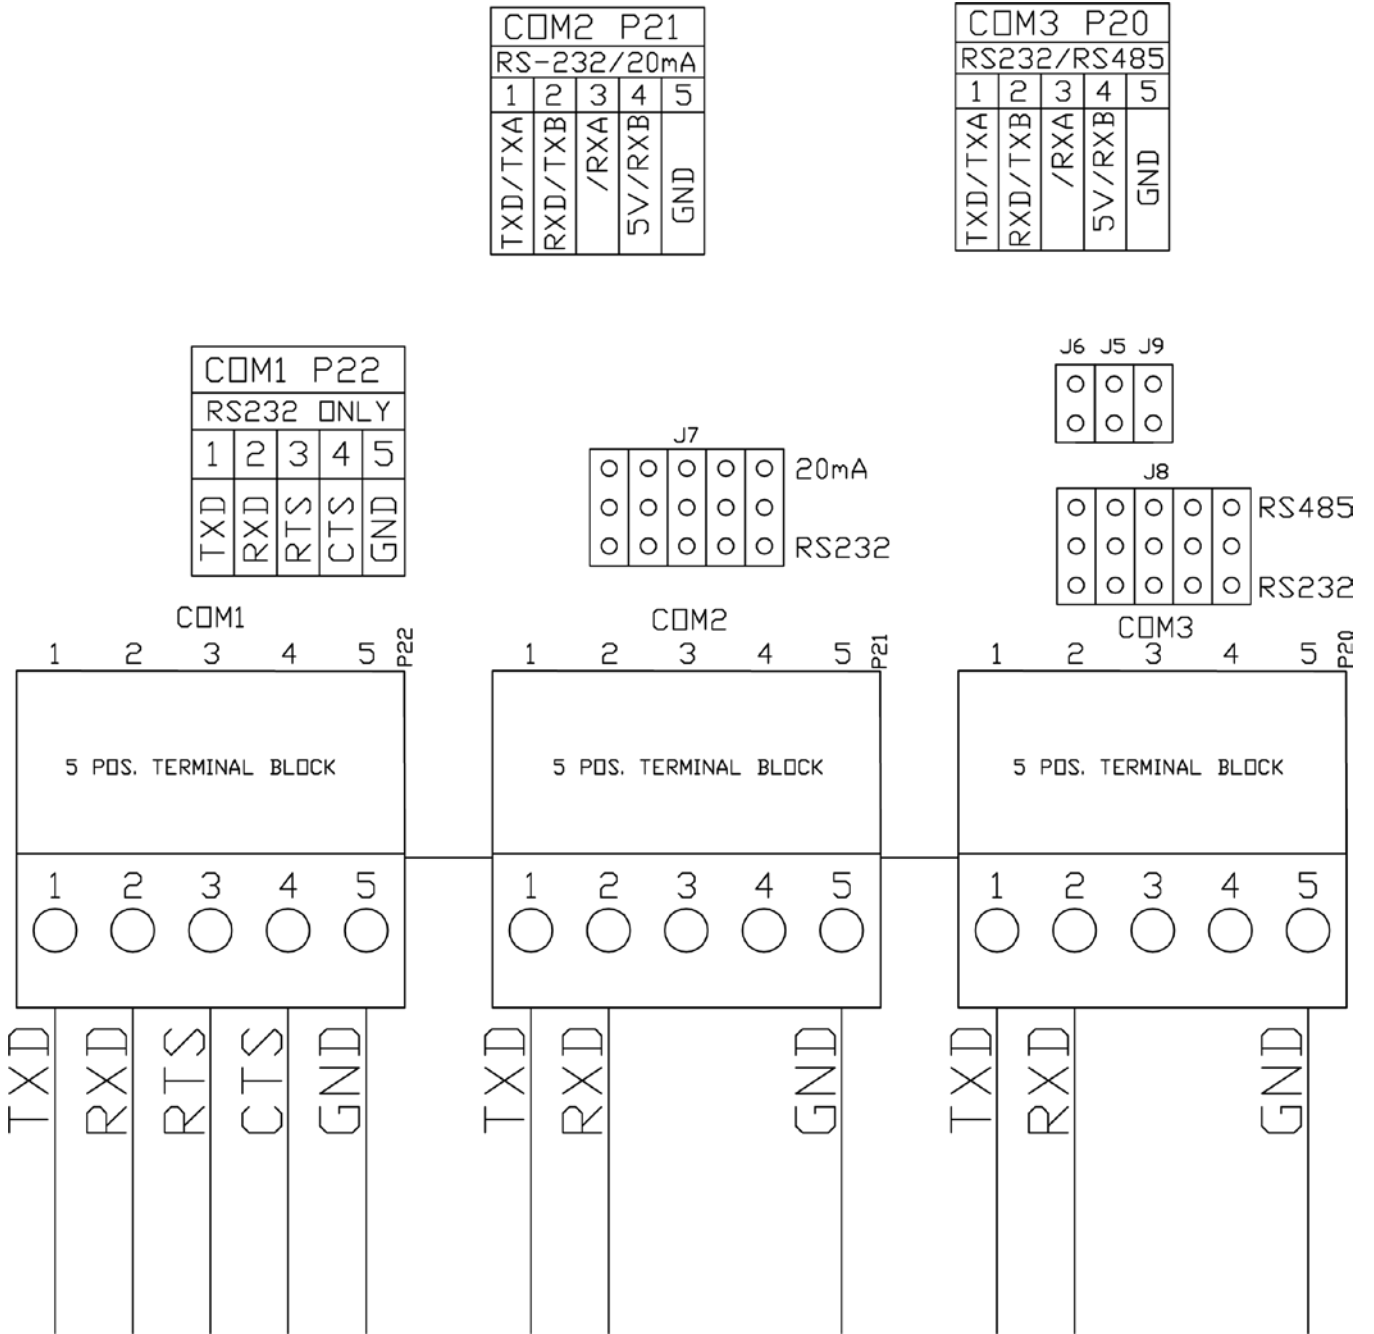 COM2 P21
RS-232/20mA
1 2 3 4 5
TXD/TXA
RXD/TXB
/RXA
5V/RXB
GND
COM3 P20
RS232/RS485
1 2 3 4 5
TXD/TXA
RXD/TXB
/RXA
5V/RXB
GND
COM1 P22
RS232 ONLY
1 2 3 4 5
TXD
RXD
RTS
CTS
GND
J7
20mA
RS232
J6 J5 J9
J8
RS485
RS232
COM1
1 2 3 4 5 P22
5 POS. TERMINAL BLOCK
1 2 3 4 5
TXD
RXD
RTS
CTS
GND
COM2
1 2 3 4 5 P21
5 POS. TERMINAL BLOCK
1 2 3 4 5
TXD
RXD
GND
COM3
1 2 3 4 5 P20
5 POS. TERMINAL BLOCK
1 2 3 4 5
TXD
RXD
GND